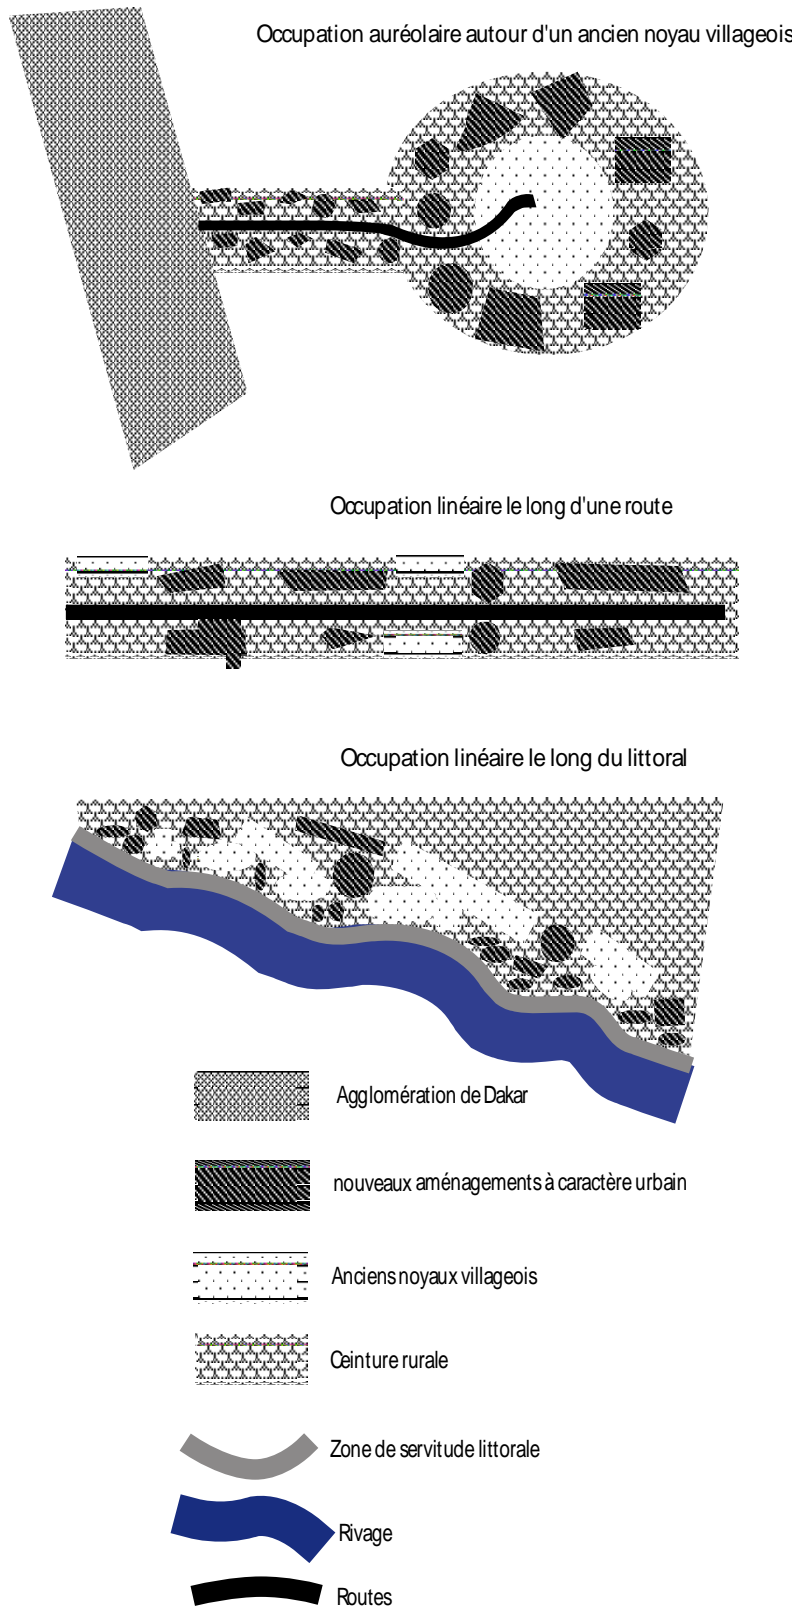 Occupation auréolaire autour d'un ancien noyau villageois
Occupation linéaire le long d'une route
Occupation linéaire le long du littoral
Agglomération de Dakar
nouveaux aménagements à caractère urbain
Anciens noyaux villageois
Ceinture rurale
Zone de servitude littorale
Rivage
Routes